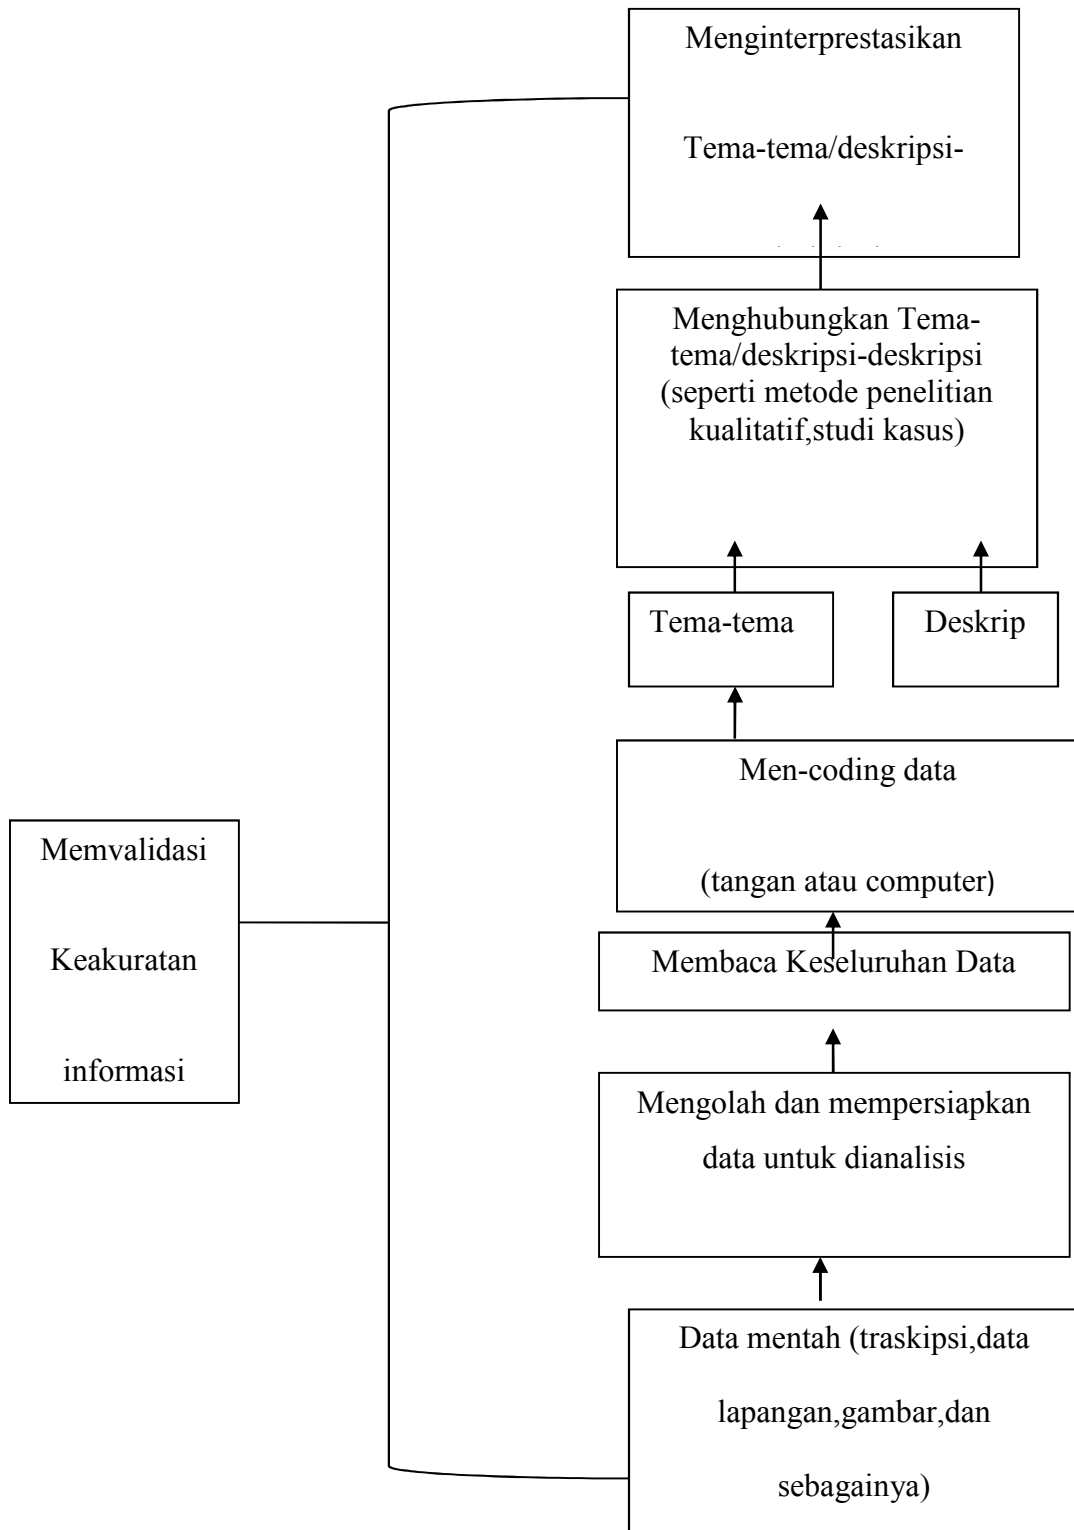 Menginterprestasikan
Tema-tema/deskripsi-
Menghubungkan Tema-
tema/deskripsi-deskripsi
(seperti metode penelitian
kualitatif,studi kasus)
Tema-tema
Deskrip
Men-coding data
(tangan atau computer)
Memvalidasi
Keakuratan
informasi
Membaca Keseluruhan Data
Mengolah dan mempersiapkan
data untuk dianalisis
Data mentah (traskipsi,data
lapangan,gambar,dan
sebagainya)